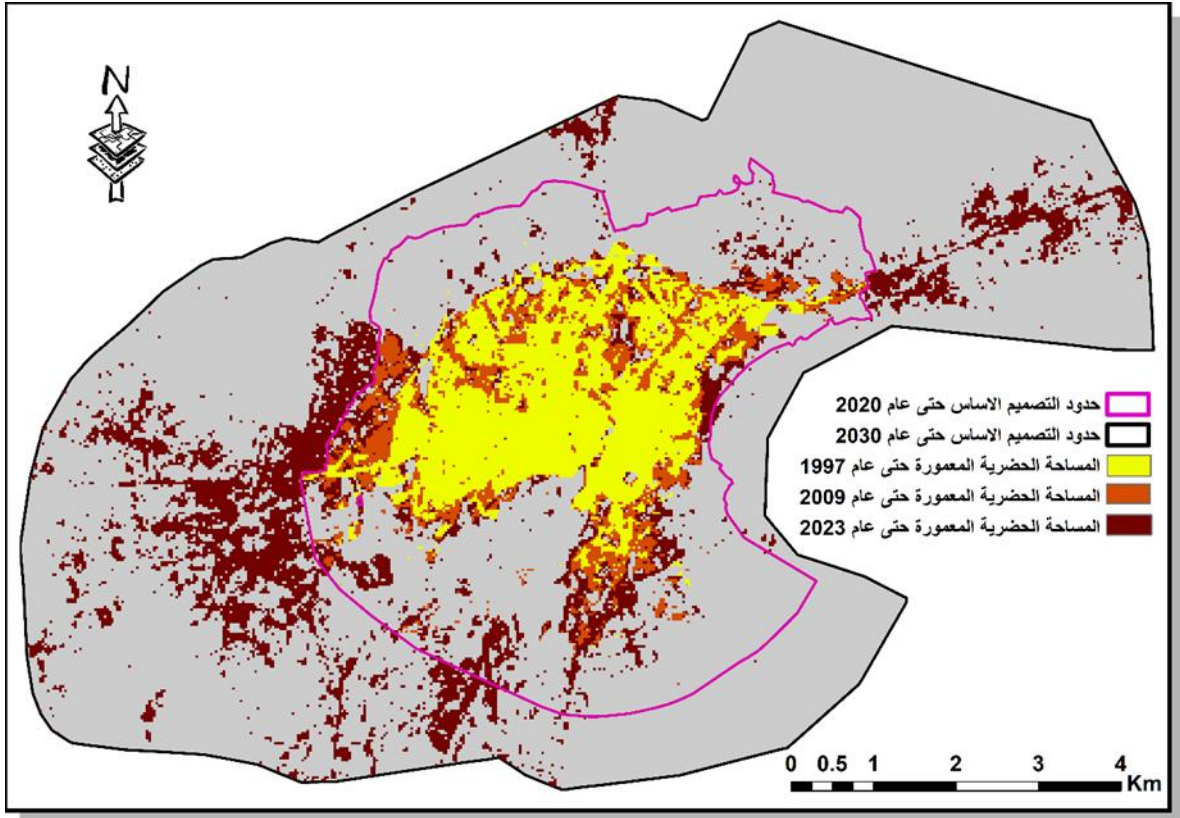 N
حدود التصميم الاساس حتى عام 2020
حدود التصميم الاساس حتى عام 2030
المساحة الحضرية المعمورة حتى عام 1997
المساحة الحضرية المعمورة حتى عام 2009
المساحة الحضرية المعمورة حتى عام 2023
0 0.5 1 2 3 4
Km